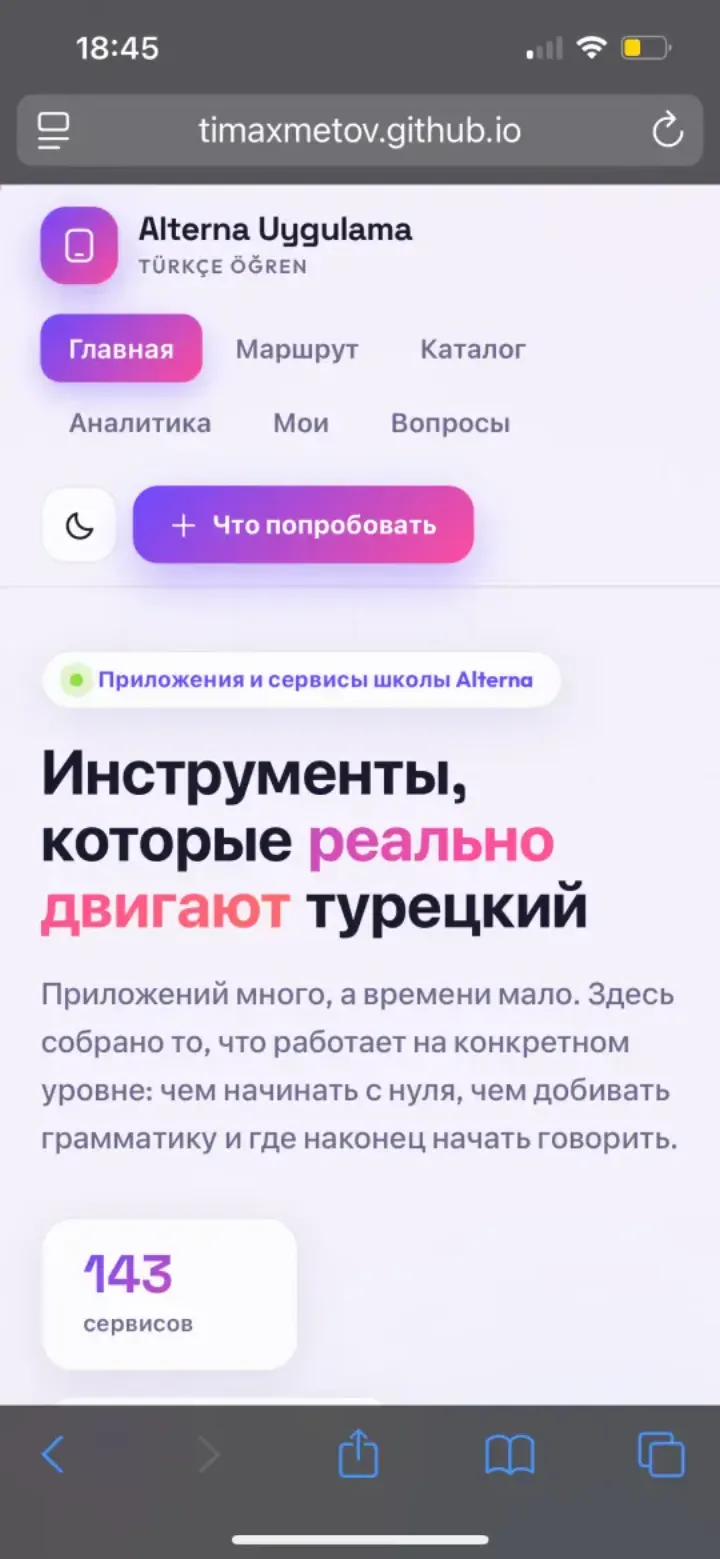 18:45
timaxmetov.github.io
Alterna Uygulama
TÜRKÇE ÖĞREN
Главная Маршрут Каталог
Аналитика Мои Вопросы
+ Что попробовать
Приложения и сервисы школы Alterna
Инструменты,
которые реально
двигают турецкий
Приложений много, а времени мало. Здесь
собрано то, что работает на конкретном
уровне: чем начинать с нуля, чем добивать
грамматику и где наконец начать говорить.
143
сервисов